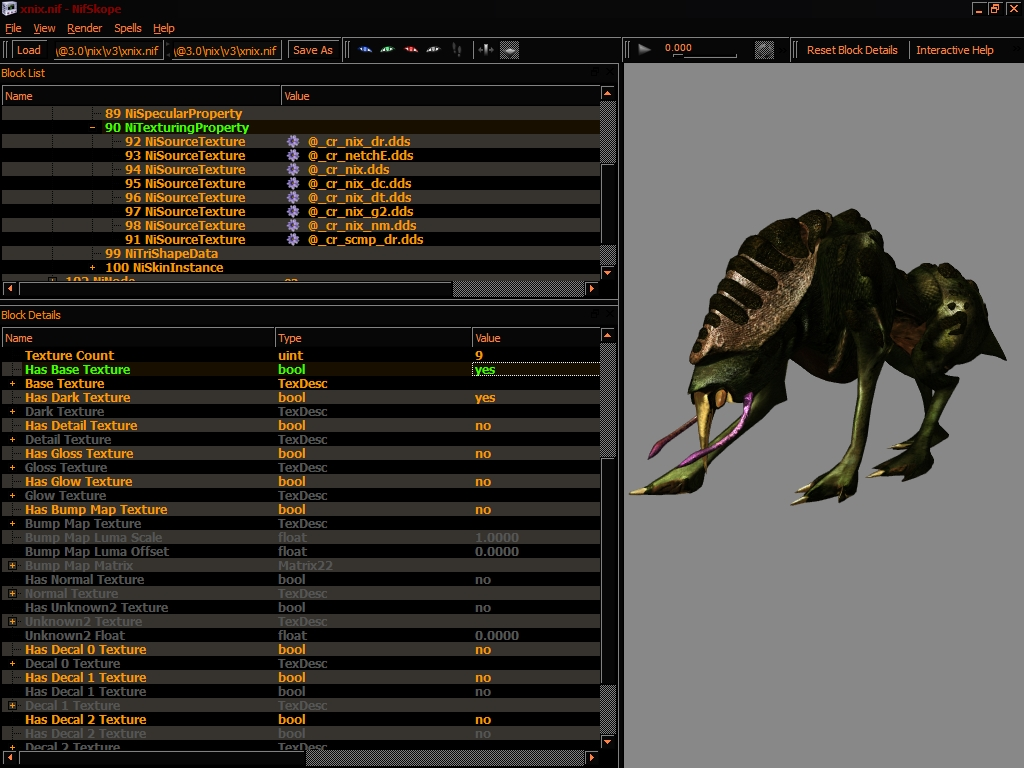 xnix.nif - NifSkope
File View Render Spells Help
Load \@3.0\nix\v3\xnix.nif \@3.0\nix\v3\xnix.nif Save As 0.000 Reset Block Details Interactive Help
Block List
Name Value
89 NiSpecularProperty
90 NiTexturingProperty
92 NiSourceTexture @_cr_nix_dr.dds
93 NiSourceTexture @_cr_netchE.dds
94 NiSourceTexture @_cr_nix.dds
95 NiSourceTexture @_cr_nix_dc.dds
96 NiSourceTexture @_cr_nix_dt.dds
97 NiSourceTexture @_cr_nix_g2.dds
98 NiSourceTexture @_cr_nix_nm.dds
91 NiSourceTexture @_cr_scmp_dr.dds
99 NiTriShapeData
100 NiSkinInstance
Block Details
Name Type Value
Texture Count uint 9
Has Base Texture bool yes
Base Texture TexDesc
Has Dark Texture bool yes
Dark Texture TexDesc
Has Detail Texture bool no
Detail Texture TexDesc
Has Gloss Texture bool no
Gloss Texture TexDesc
Has Glow Texture bool no
Glow Texture TexDesc
Has Bump Map Texture bool no
Bump Map Texture TexDesc
Bump Map Luma Scale float 1.0000
Bump Map Luma Offset float 0.0000
Bump Map Matrix Matrix22
Has Normal Texture bool no
Normal Texture TexDesc
Has Unknown2 Texture bool no
Unknown2 Texture TexDesc
Unknown2 Float float 0.0000
Has Decal 0 Texture bool no
Decal 0 Texture TexDesc
Has Decal 1 Texture bool no
Has Decal 1 Texture bool no
Decal 1 Texture TexDesc
Has Decal 2 Texture bool no
Has Decal 2 Texture bool no
Decal 2 Texture TexDesc